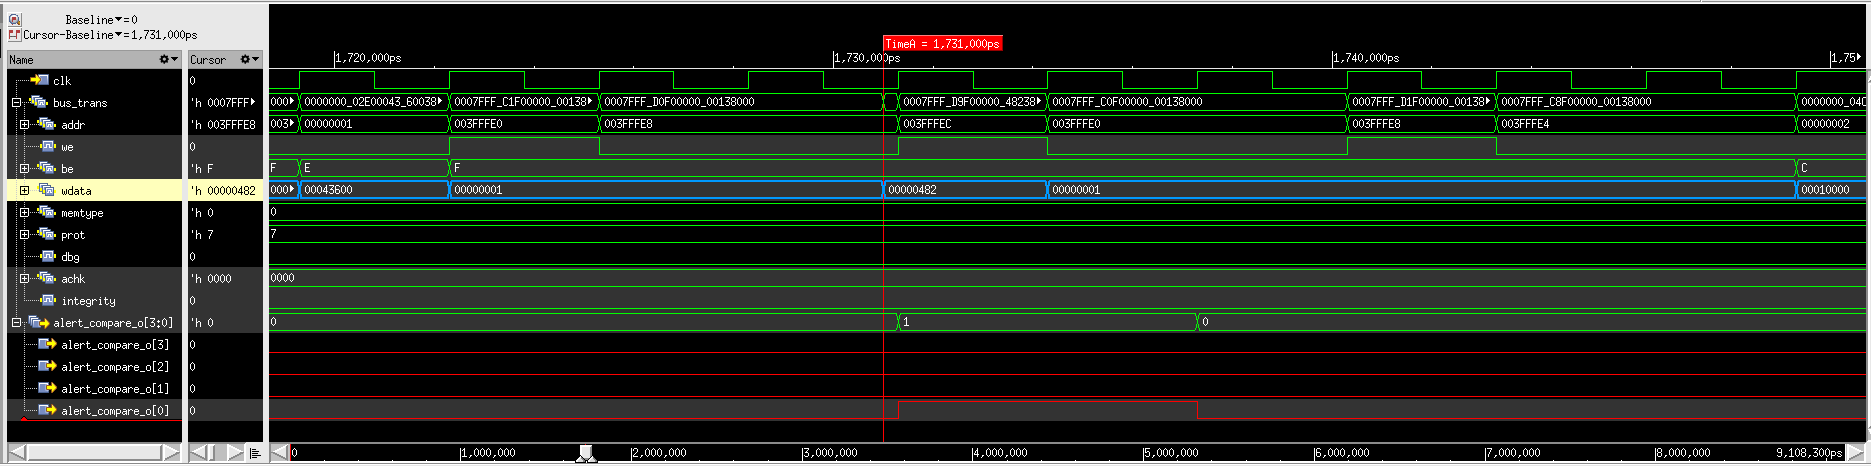 Baseline▼=0
Cursor-Baseline▼=1,731,000ps
TimeA = 1,731,000ps
Name Cursor 1,720,000ps 1,730,000ps 1,740,000ps 1,75
clk 0
bus_trans 'h 0007FFF 000 0000000_02E00043_60038 0007FFF_C1F00000_00138 0007FFF_D0F00000_00138000 0007FFF_D9F00000_48238 0007FFF_C0F00000_00138000 0007FFF_D1F00000_00138 0007FFF_C8F00000_00138000 0000000_04C
addr 'h 003FFFE8 003 00000001 003FFFE0 003FFFE8 003FFFEC 003FFFE0 003FFFE8 003FFFE4 00000002
we 0
be 'h F F E F C
wdata 'h 00000482 000 00043600 00000001 00000482 00000001 00010000
memtype 'h 0 0
prot 'h 7 7
dbg 0
achk 'h 0000 0000
integrity 0
alert_compare_o[3:0] 'h 0 0 1 0
alert_compare_o[3] 0
alert_compare_o[2] 0
alert_compare_o[1] 0
alert_compare_o[0] 0
0 1,000,000 2,000,000 3,000,000 4,000,000 5,000,000 6,000,000 7,000,000 8,000,000 9,108,300ps